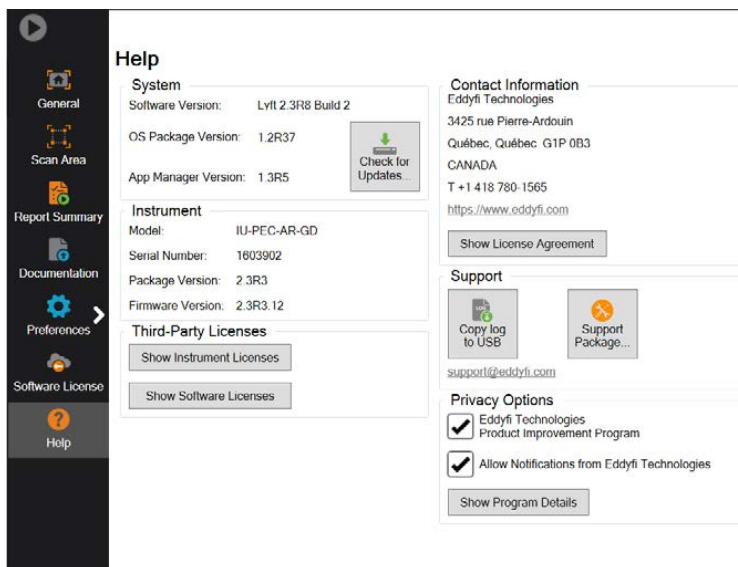 Help
General
Scan Area
Report Summary
Documentation
Preferences
Software License
Help
System
Software Version: Lyft 2.3R8 Build 2
OS Package Version: 1.2R37
App Manager Version: 1.3R5
Check for
Updates...
Instrument
Model: IU-PEC-AR-GD
Serial Number: 1603902
Package Version: 2.3R3
Firmware Version: 2.3R3.12
Third-Party Licenses
Show Instrument Licenses
Show Software Licenses
Contact Information
Eddyfi Technologies
3425 rue Pierre-Ardouin
Québec, Québec G1P 0B3
CANADA
T +1 418 780-1565
https://www.eddyfi.com
Show License Agreement
Support
LOG
Copy log
to USB
Support
Package...
support@eddyfi.com
Privacy Options
Eddyfi Technologies
Product Improvement Program
Allow Notifications from Eddyfi Technologies
Show Program Details